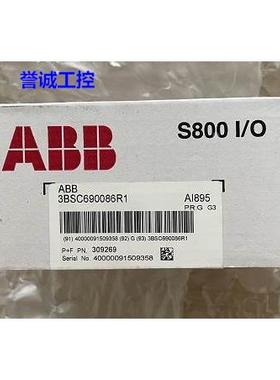 誉诚工控
ABB
S800 I/O
ABB
3BSC690086R1
AI895
PR:G G3
(91) 40000091509358 (92) G (93) 3BSC690086R1
P+F PN. 309269
Serial No. 40000091509358